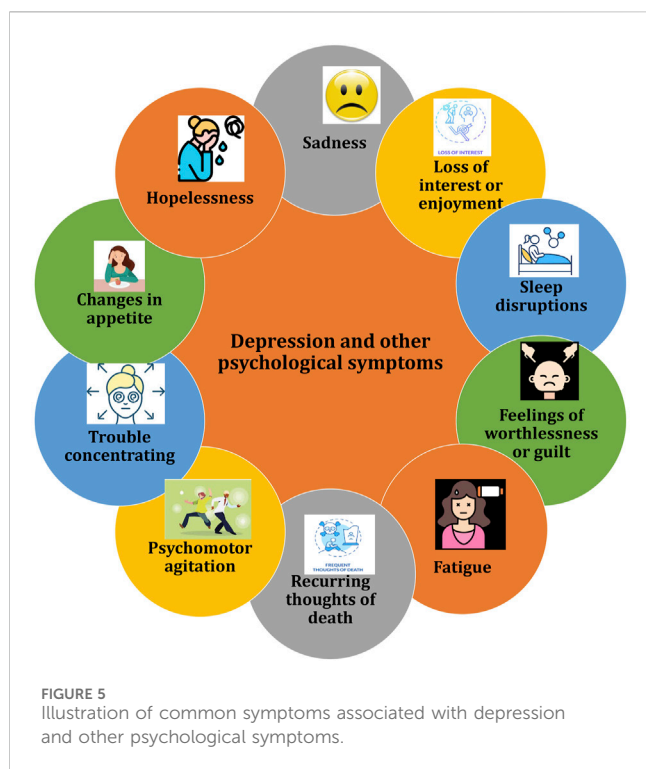 Sadness
LOSS OF INTEREST
Loss of
interest or
enjoyment
Sleep
disruptions
Feelings of
worthlessness
or guilt
Fatigue
FREQUENT
THOUGHTS OF DEATH
Recurring
thoughts of
death
Psychomotor
agitation
Trouble
concentrating
Changes in
appetite
Hopelessness
Depression and other
psychological symptoms
FIGURE 5
Illustration of common symptoms associated with depression
and other psychological symptoms.